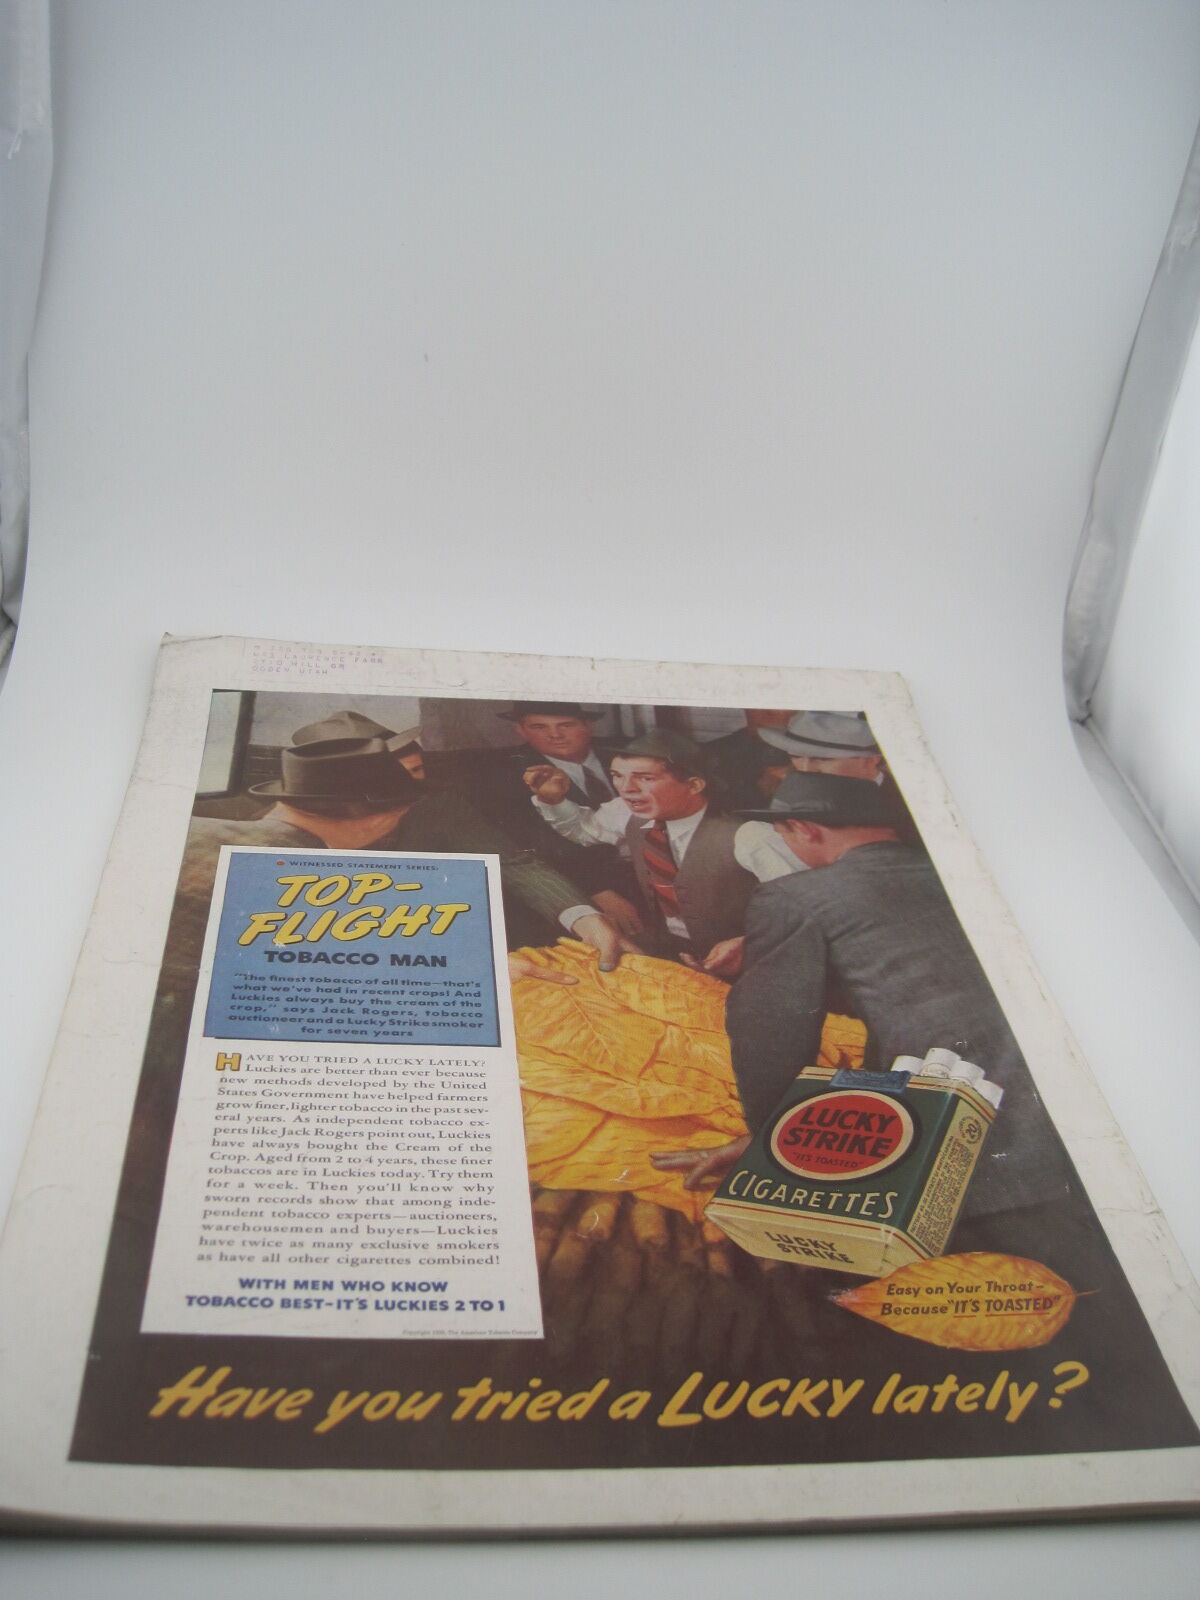 MRS LAURENCE FARR
OGDEN UTAH
WITNESSED STATEMENT SERIES:
TOP-
FLIGHT
TOBACCO MAN
"The finest tobacco of all time—that's
what we've had in recent crops! And
Luckies always buy the cream of the
crop," says Jack Rogers, tobacco
auctioneer and a Lucky Strike smoker
for seven years
HAVE YOU TRIED A LUCKY LATELY?
Luckies are better than ever because
new methods developed by the United
States Government have helped farmers
grow finer, lighter tobacco in the past sev-
eral years. As independent tobacco ex-
perts like Jack Rogers point out, Luckies
have always bought the Cream of the
Crop. Aged from 2 to 4 years, these finer
tobaccos are in Luckies today. Try them
for a week. Then you'll know why
sworn records show that among inde-
pendent tobacco experts—auctioneers,
warehousemen and buyers—Luckies
have twice as many exclusive smokers
as have all other cigarettes combined!
WITH MEN WHO KNOW
TOBACCO BEST-IT'S LUCKIES 2 TO 1
The American Tobacco Company
LUCKY
STRIKE
"IT'S TOASTED"
CIGARETTES
LUCKY
STRIKE
Easy on Your Throat-
Because "IT'S TOASTED"
Have you tried a LUCKY lately?